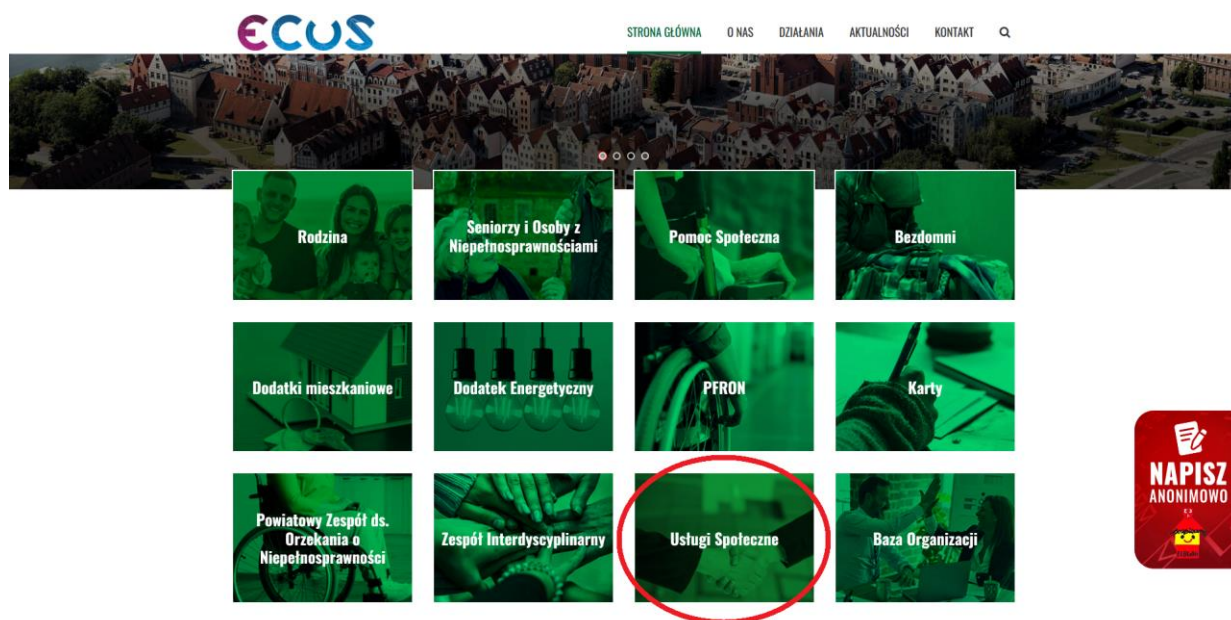 ECUS
STRONA GŁÓWNA O NAS DZIAŁANIA AKTUALNOŚCI KONTAKT
Rodzina
Seniorzy i Osoby z
Niepełnosprawnościami
Pomoc Społeczna
Bezdomni
Dodatki mieszkaniowe
Dodatek Energetyczny
PFRON
Karty
Powiatowy Zespół ds.
Orzekania o
Niepełnosprawności
Zespół Interdyscyplinarny
Usługi Społeczne
Baza Organizacji
NAPISZ
ANONIMOWO